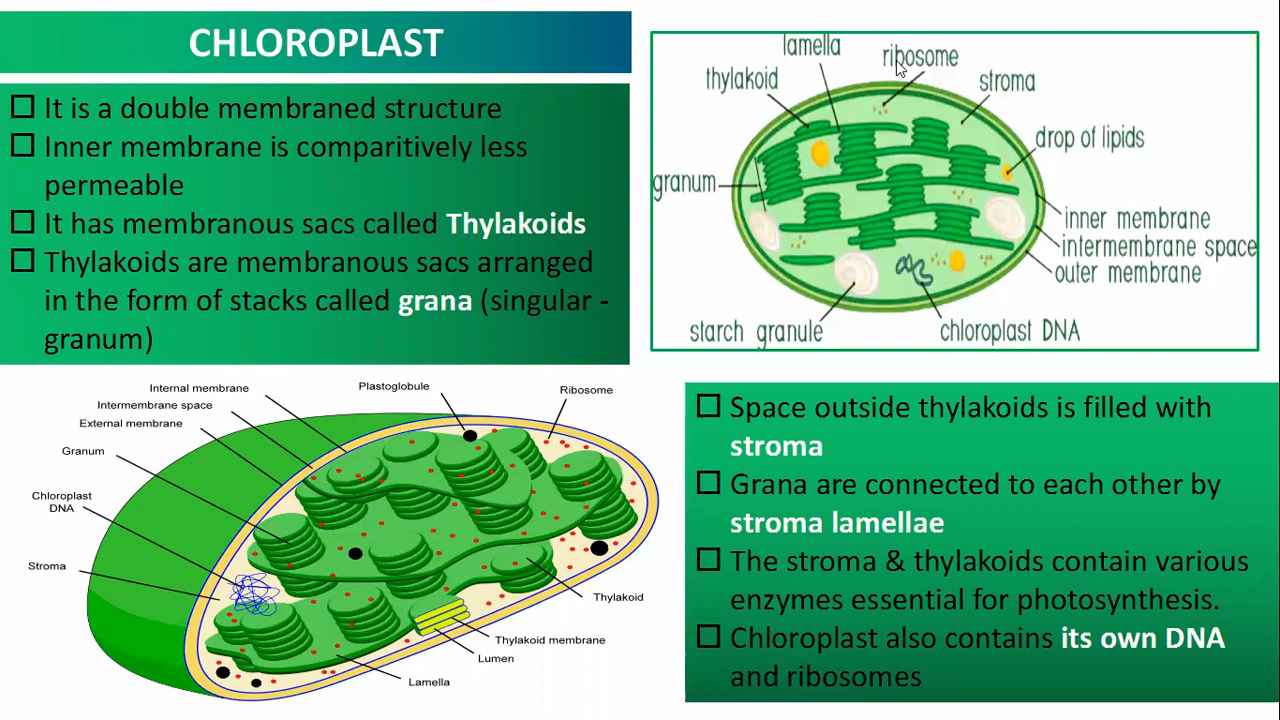 CHLOROPLAST
It is a double membraned structure
Inner membrane is comparitively less
permeable
It has membranous sacs called Thylakoids
Thylakoids are membranous sacs arranged
in the form of stacks called grana (singular -
granum)
lamella
ribosome
thylakoid
stroma
drop of lipids
granum
inner membrane
intermembrane space
outer membrane
starch granule
chloroplast DNA
Internal membrane
Plastoglobule
Ribosome
Intermembrane space
External membrane
Granum
Chloroplast
DNA
Stroma
Thylakoid
Thylakoid membrane
Lumen
Lamella
Space outside thylakoids is filled with
stroma
Grana are connected to each other by
stroma lamellae
The stroma & thylakoids contain various
enzymes essential for photosynthesis.
Chloroplast also contains its own DNA
and ribosomes